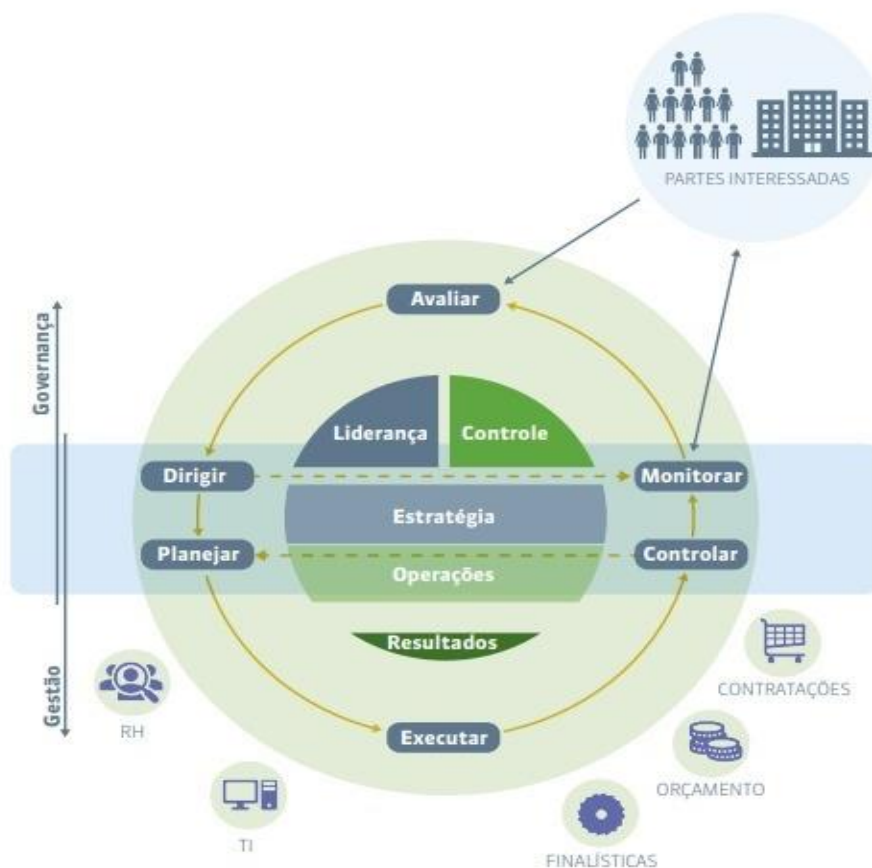 PARTES INTERESSADAS
Avaliar
Governança
Liderança
Controle
Dirigir
Monitorar
Estratégia
Planejar
Controlar
Operações
Resultados
Gestão
Executar
RH
TI
FINALÍSTICAS
ORÇAMENTO
CONTRATAÇÕES